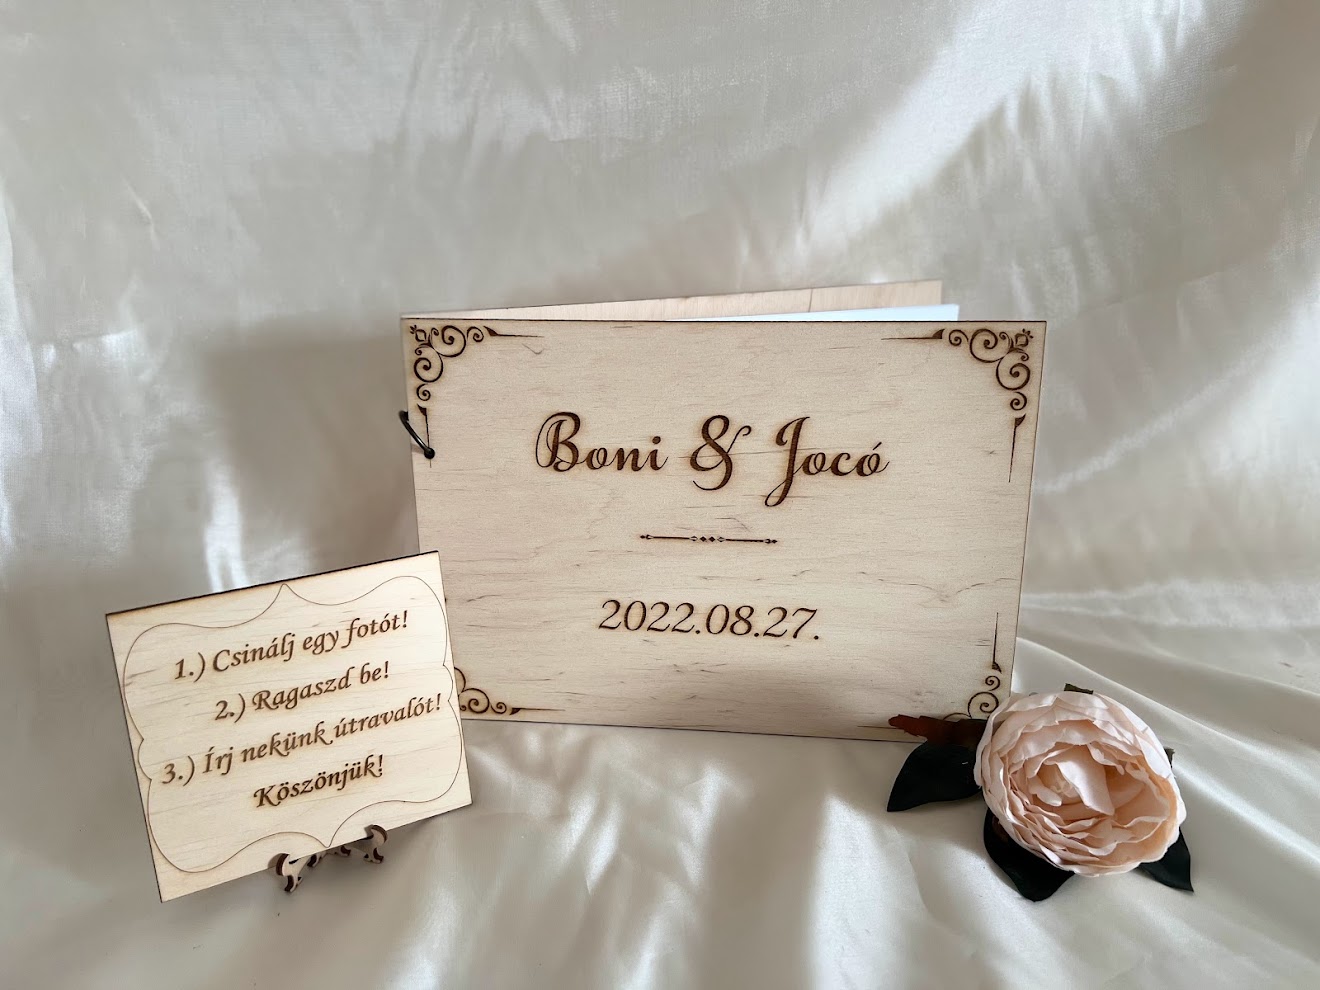 Boni & Jocó
2022.08.27.
1.) Csinálj egy fotót!
2.) Ragaszd be!
3.) Írj nekünk útravalót!
Köszönjük!